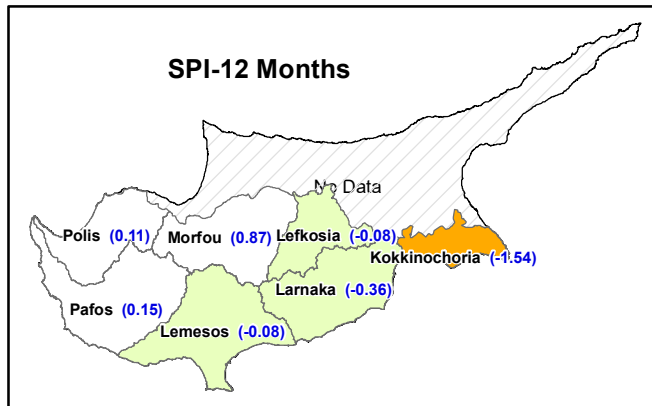 SPI-12 Months
No Data
Polis (0.11)
Morfou (0.87)
Lefkosia (-0.08)
Kokkinochoria (-1.54)
Pafos (0.15)
Larnaka (-0.36)
Lemesos (-0.08)